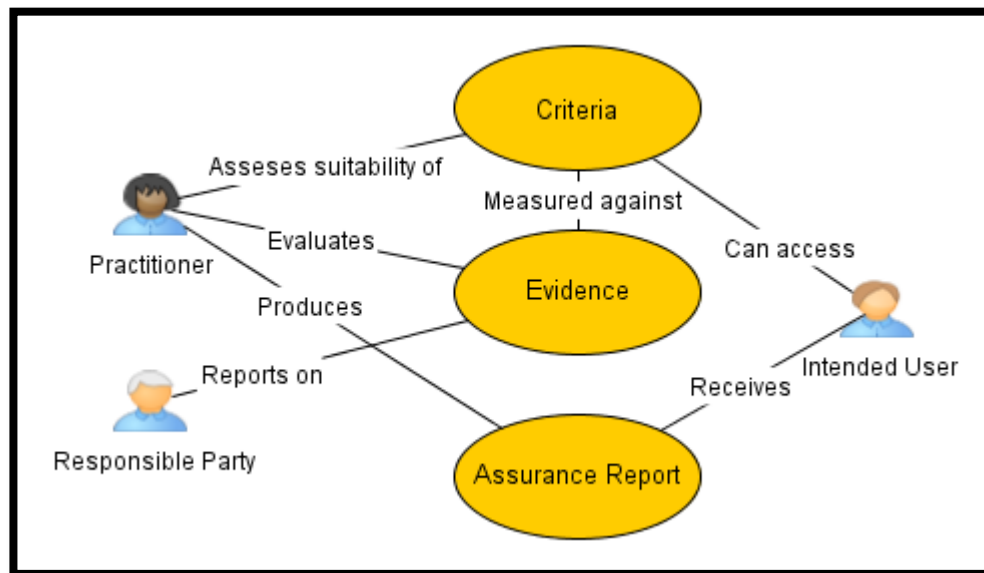 Criteria
Asseses suitability of
Measured against
Practitioner
Evaluates
Can access
Evidence
Produces
Intended User
Reports on
Receives
Responsible Party
Assurance Report